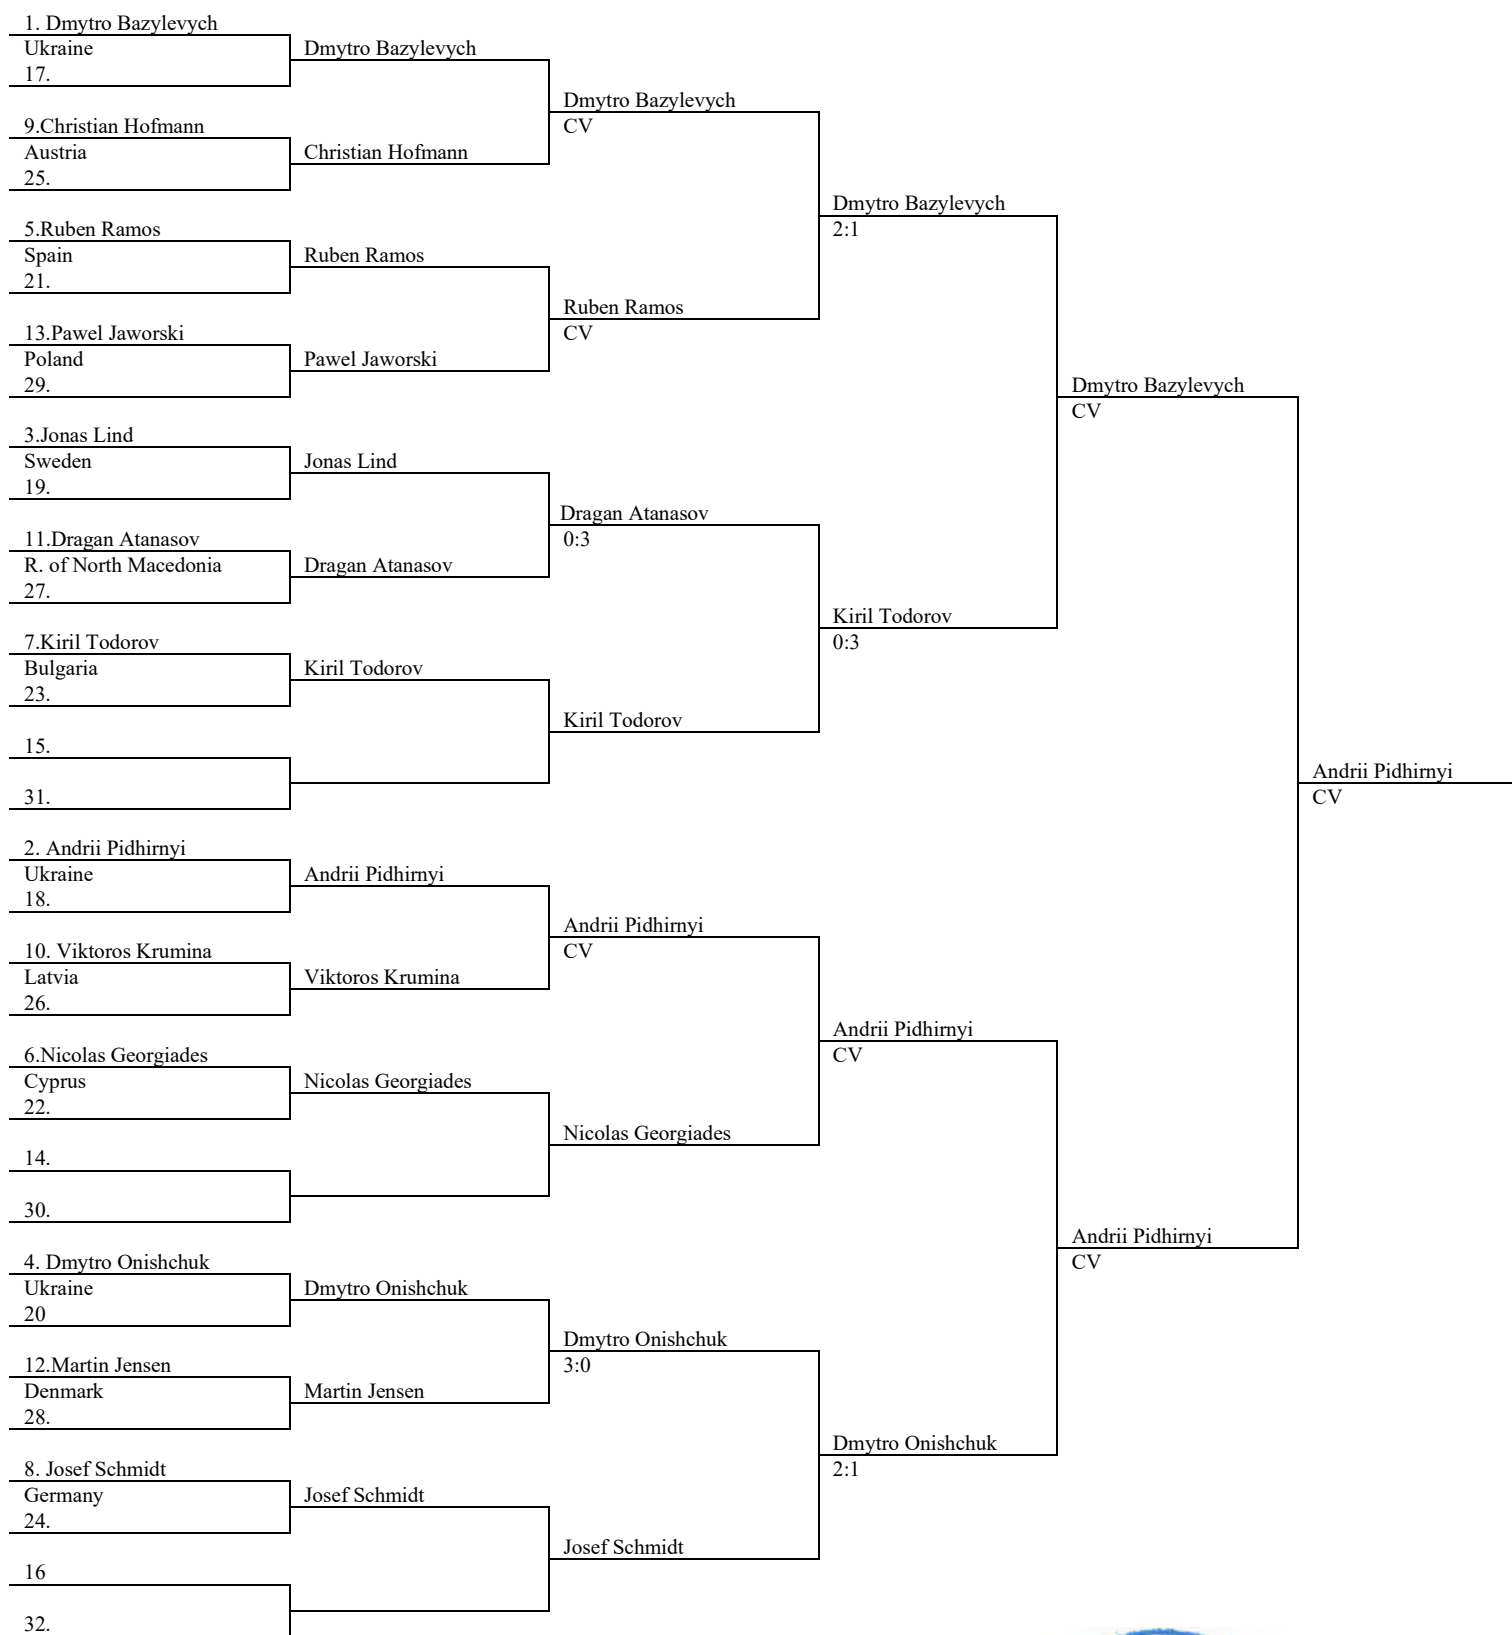 1. Dmytro Bazylevych
Ukraine
17.
9.Christian Hofmann
Austria
25.
5.Ruben Ramos
Spain
21.
13.Pawel Jaworski
Poland
29.
3.Jonas Lind
Sweden
19.
11.Dragan Atanasov
R. of North Macedonia
27.
7.Kiril Todorov
Bulgaria
23.
15.
31.
2. Andrii Pidhirnyi
Ukraine
18.
10. Viktoros Krumina
Latvia
26.
6.Nicolas Georgiades
Cyprus
22.
14.
30.
4. Dmytro Onishchuk
Ukraine
20
12.Martin Jensen
Denmark
28.
8. Josef Schmidt
Germany
24.
16
32.
Dmytro Bazylevych
Christian Hofmann
Ruben Ramos
Pawel Jaworski
Jonas Lind
Dragan Atanasov
Kiril Todorov
Andrii Pidhirnyi
Viktoros Krumina
Nicolas Georgiades
Dmytro Onishchuk
Martin Jensen
Josef Schmidt
Dmytro Bazylevych
CV
Ruben Ramos
CV
Dragan Atanasov
0:3
Kiril Todorov
Andrii Pidhirnyi
CV
Nicolas Georgiades
Dmytro Onishchuk
3:0
Josef Schmidt
Dmytro Bazylevych
2:1
Kiril Todorov
0:3
Andrii Pidhirnyi
CV
Dmytro Onishchuk
2:1
Dmytro Bazylevych
CV
Andrii Pidhirnyi
CV
Andrii Pidhirnyi
CV